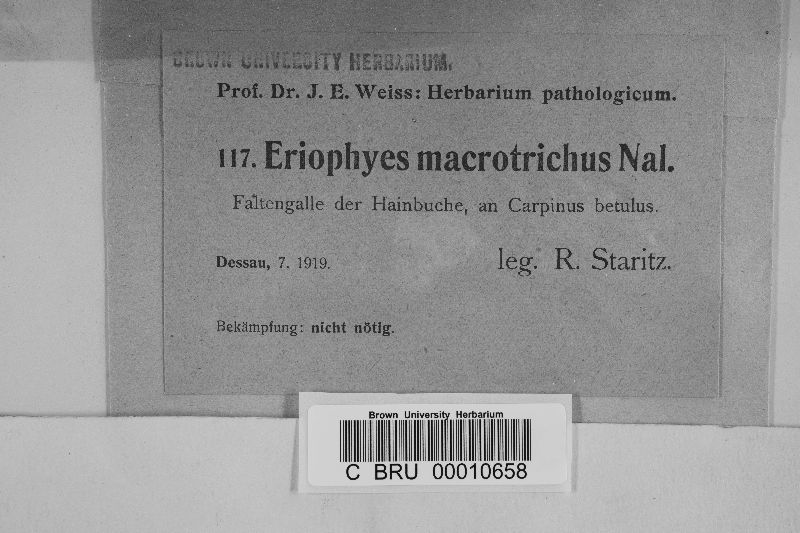 BROWN UNIVERSITY HERBARIUM.
Prof. Dr. J. E. Weiss: Herbarium pathologicum.
117. Eriophyes macrotrichus Nal.
Faltengalle der Hainbuche, an Carpinus betulus.
Dessau, 7. 1919. leg. R. Staritz.
Bekämpfung: nicht nötig.
Brown University Herbarium
C BRU 00010658